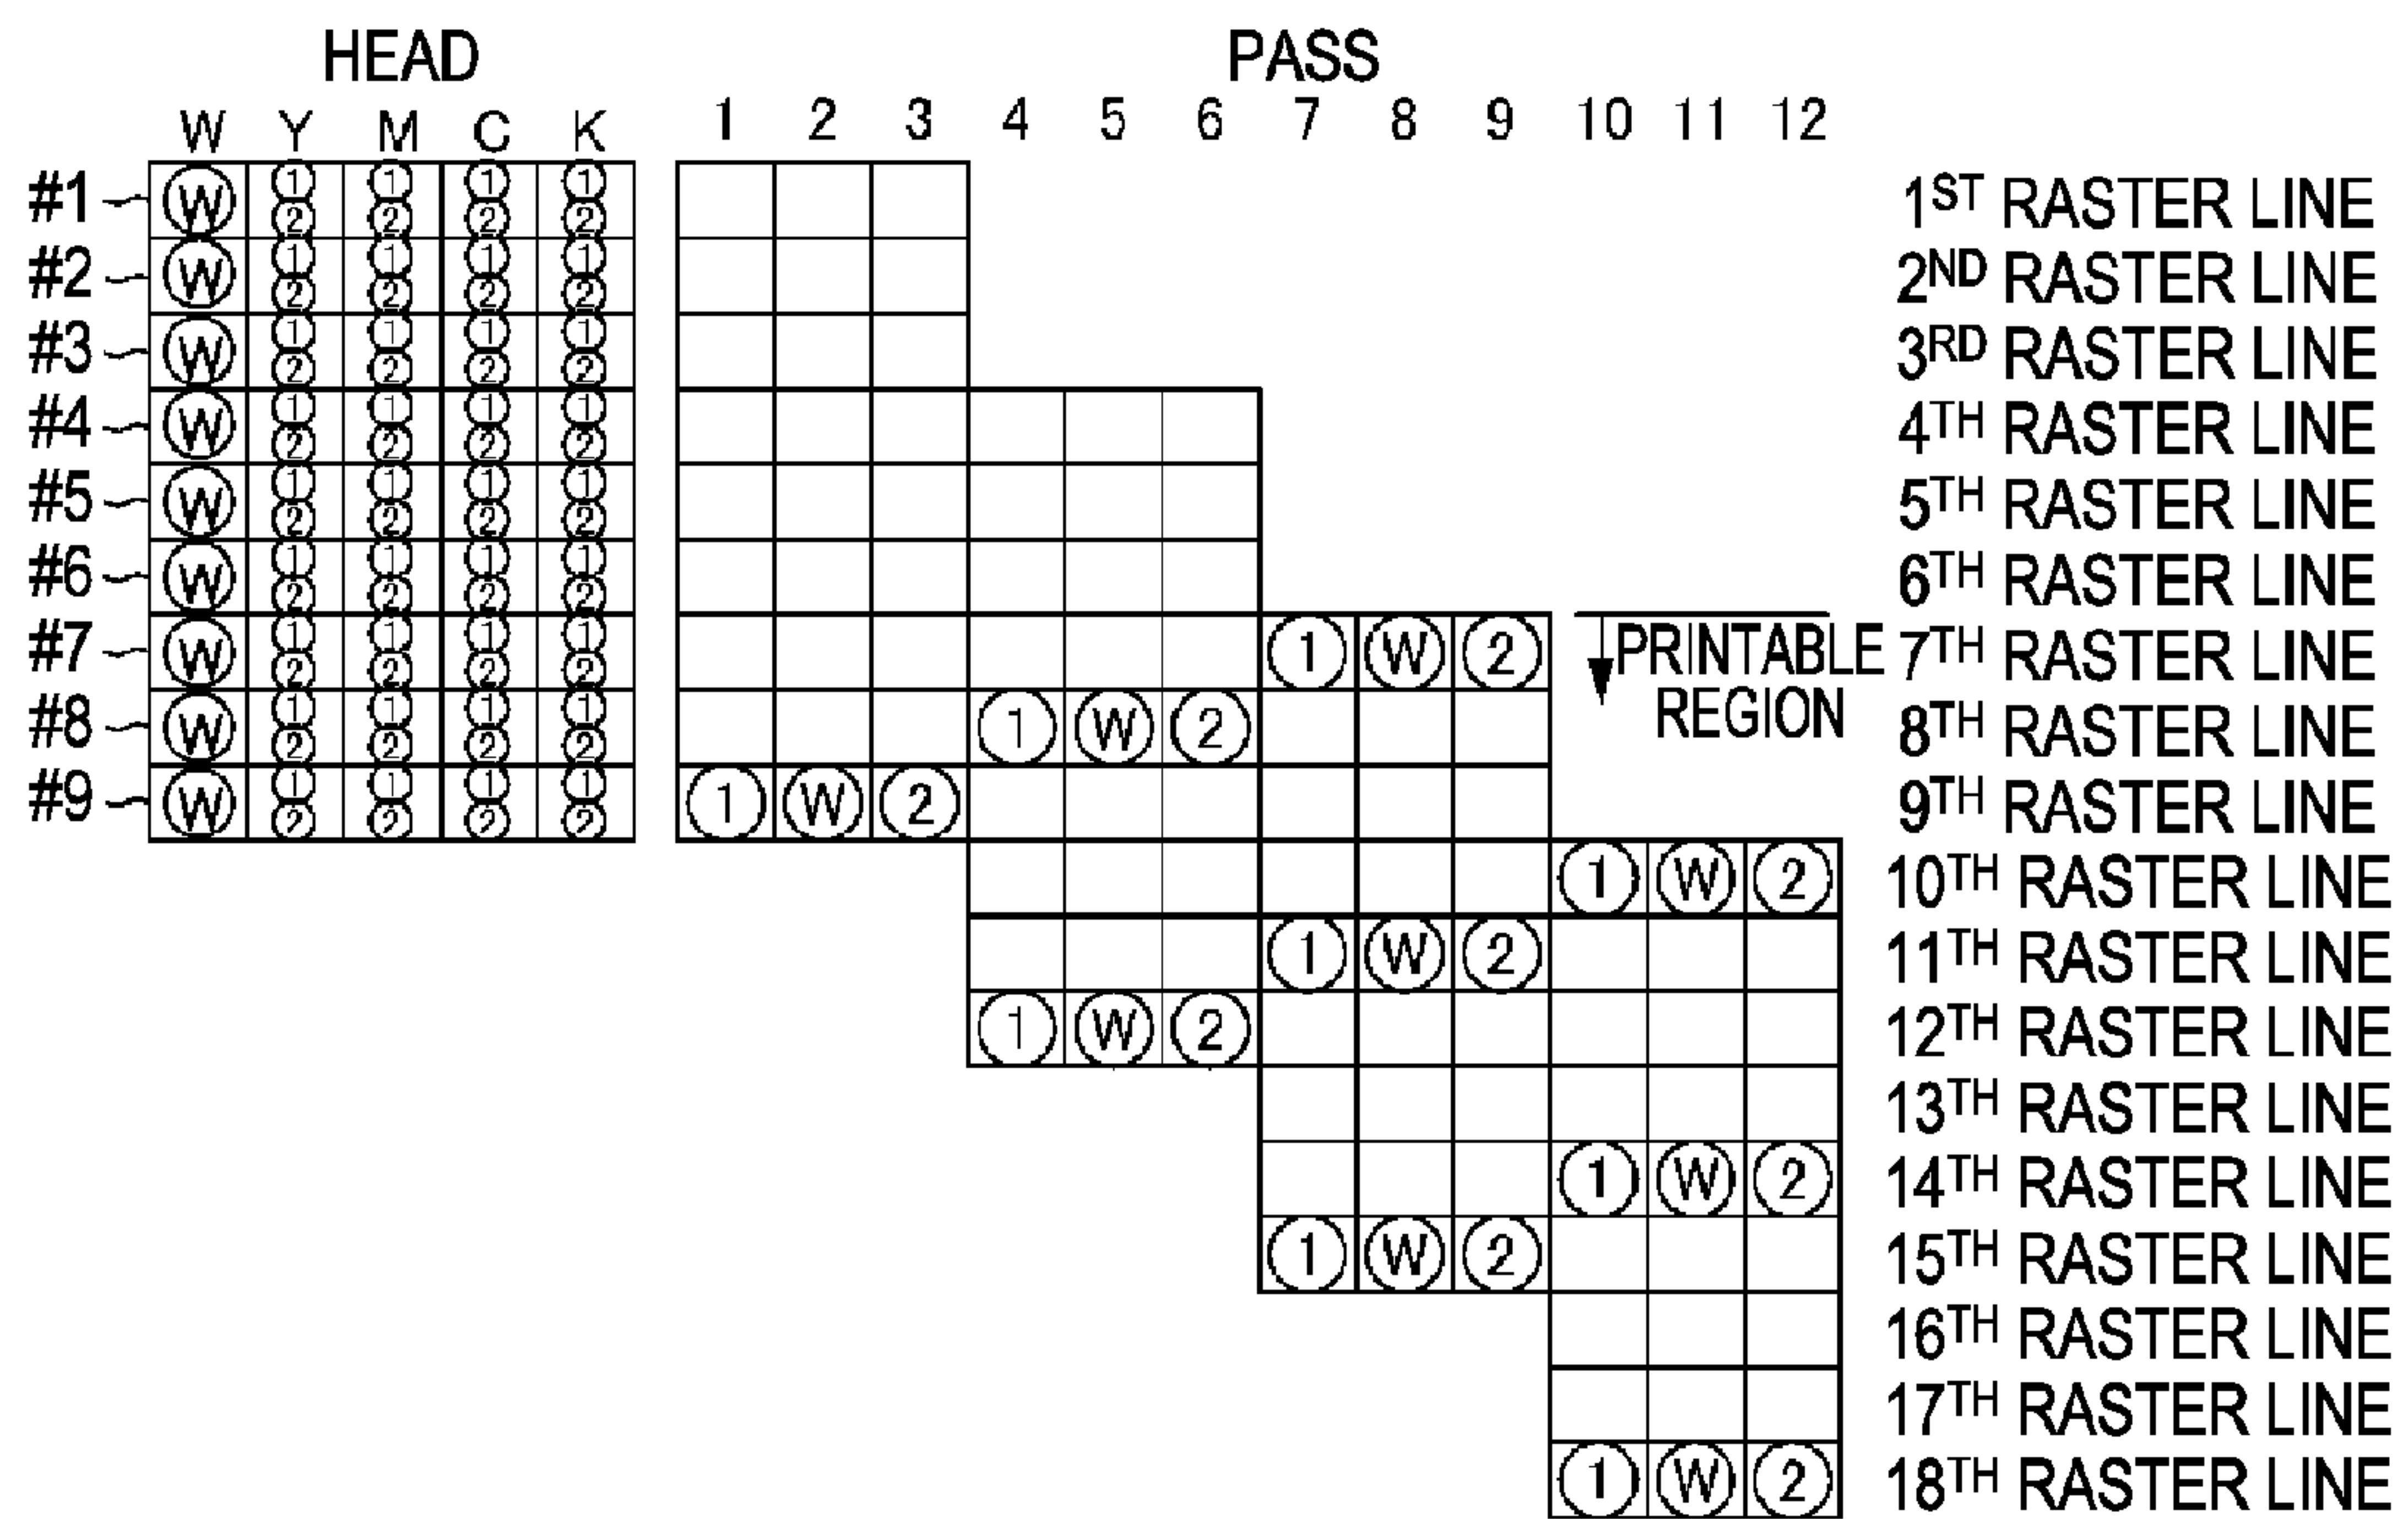 HEAD PASS
W Y M C K 1 2 3 4 5 6 7 8 9 10 11 12
#1 W 1 1 1 1 1ST RASTER LINE
2 2 2 2
#2 W 1 1 1 1 2ND RASTER LINE
2 2 2 2
#3 W 1 1 1 1 3RD RASTER LINE
2 2 2 2
#4 W 1 1 1 1 4TH RASTER LINE
2 2 2 2
#5 W 1 1 1 1 5TH RASTER LINE
2 2 2 2
#6 W 1 1 1 1 6TH RASTER LINE
2 2 2 2
#7 W 1 1 1 1 1 W 2 PRINTABLE 7TH RASTER LINE
2 2 2 2
#8 W 1 1 1 1 1 W 2 REGION 8TH RASTER LINE
2 2 2 2
#9 W 1 1 1 1 1 W 2 9TH RASTER LINE
2 2 2 2
1 W 2 10TH RASTER LINE
1 W 2 11TH RASTER LINE
1 W 2 12TH RASTER LINE
13TH RASTER LINE
1 W 2 14TH RASTER LINE
1 W 2 15TH RASTER LINE
16TH RASTER LINE
17TH RASTER LINE
1 W 2 18TH RASTER LINE